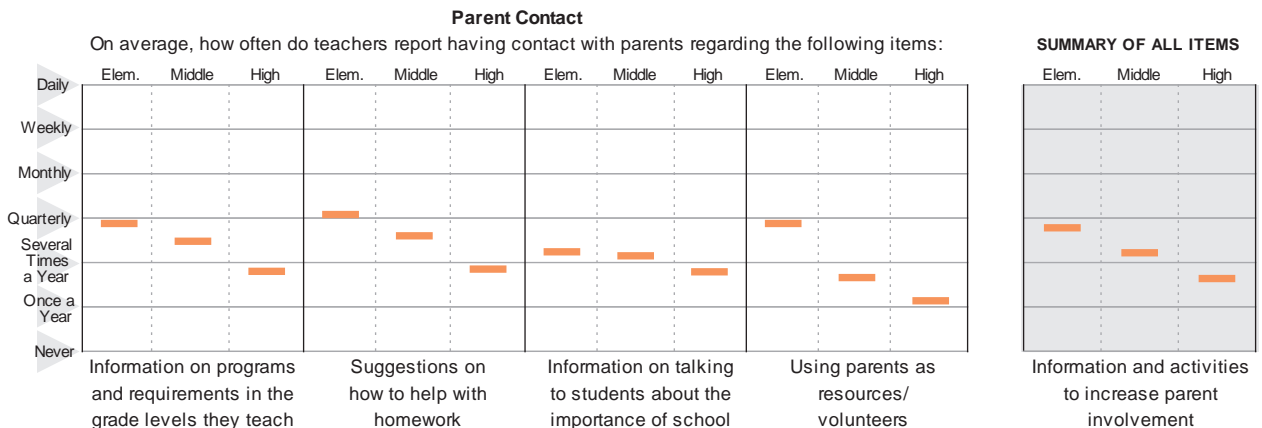 Parent Contact
On average, how often do teachers report having contact with parents regarding the following items:
SUMMARY OF ALL ITEMS
Elem. Middle High Elem. Middle High Elem. Middle High Elem. Middle High Elem. Middle High
Daily
Weekly
Monthly
Quarterly
Several
Times
a Year
Once a
Year
Never
Information on programs
and requirements in the
grade levels they teach
Suggestions on
how to help with
homework
Information on talking
to students about the
importance of school
Using parents as
resources/
volunteers
Information and activities
to increase parent
involvement